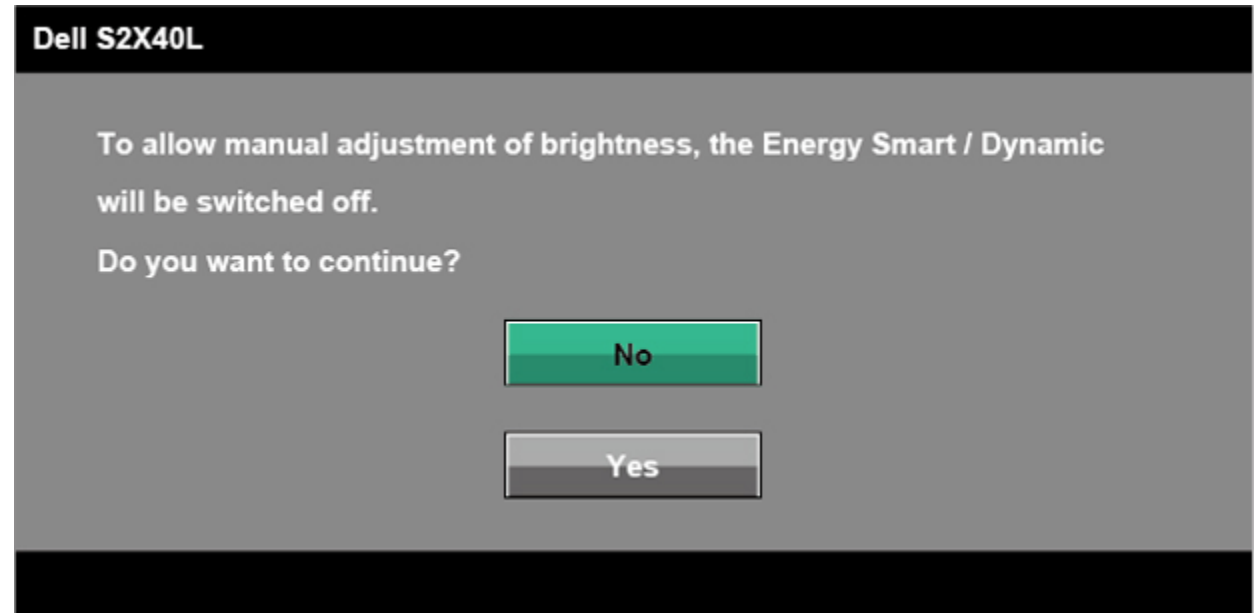 Dell S2X40L
To allow manual adjustment of brightness, the Energy Smart / Dynamic
will be switched off.
Do you want to continue?
No
Yes